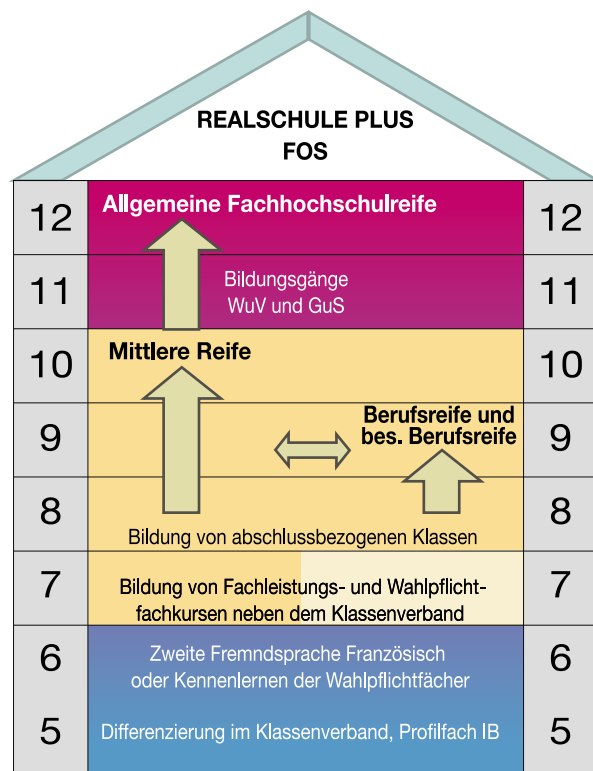 REALSCHULE PLUS
FOS
12 Allgemeine Fachhochschulreife 12
11 Bildungsgänge 11
WuV und GuS
10 Mittlere Reife 10
9 Berufsreife und 9
bes. Berufsreife
8 Bildung von abschlussbezogenen Klassen 8
7 Bildung von Fachleistungs- und Wahlpflicht- 7
fachkursen neben dem Klassenverband
6 Zweite Fremndsprache Französisch 6
oder Kennenlernen der Wahlpflichtfächer
5 Differenzierung im Klassenverband, Profilfach IB 5